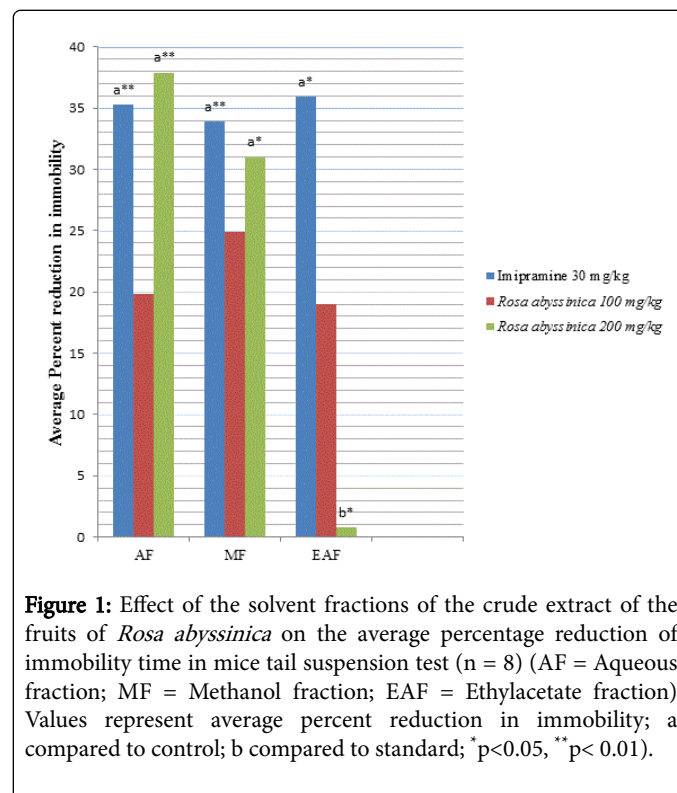 40
35
30
25
20
15
10
5
0
Average Percent reduction in immobility
a**
a**
a**
a*
a*
b*
AF
MF
EAF
Imipramine 30 mg/kg
Rosa abyssinica 100 mg/kg
Rosa abyssinica 200 mg/kg
Figure 1: Effect of the solvent fractions of the crude extract of the
fruits of Rosa abyssinica on the average percentage reduction of
immobility time in mice tail suspension test (n = 8) (AF = Aqueous
fraction; MF = Methanol fraction; EAF = Ethylacetate fraction)
Values represent average percent reduction in immobility; a
compared to control; b compared to standard; *p<0.05, **p< 0.01).